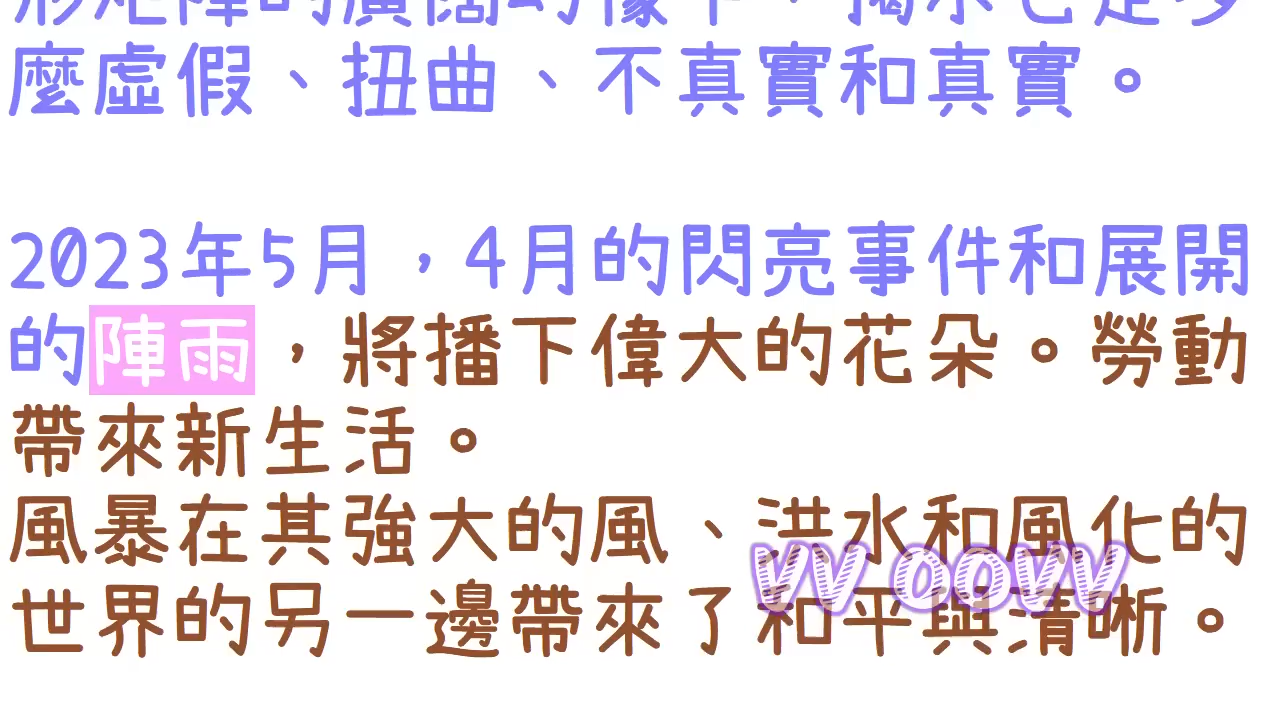 麼虛假、扭曲、不真實和真實。
2023年5月，4月的閃亮事件和展開
的陣雨，將播下偉大的花朵。勞動
帶來新生活。
風暴在其強大的風、洪水和風化的
世界的另一邊帶來了和平與清晰。
vv oovv